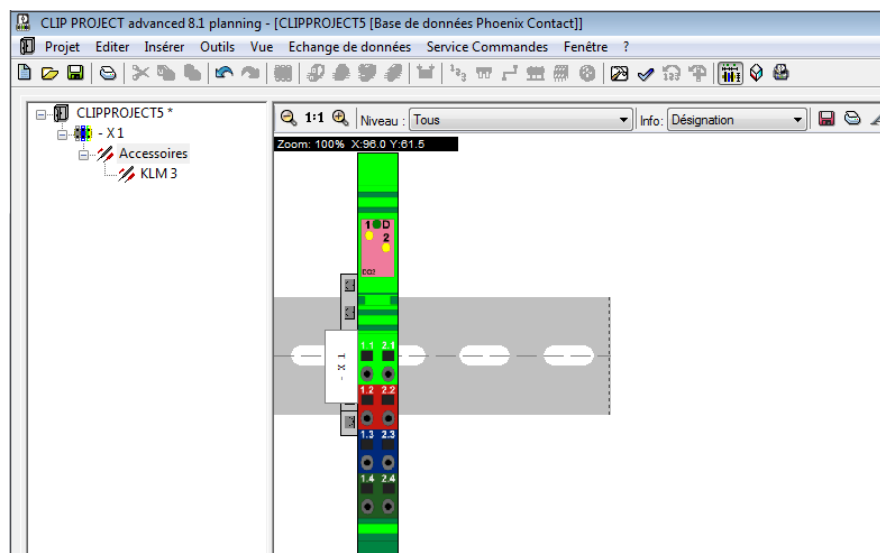 CLIP PROJECT advanced 8.1 planning - [CLIPPROJECT5 [Base de données Phoenix Contact]]
Projet Editer Insérer Outils Vue Echange de données Service Commandes Fenêtre ?
CLIPPROJECT5 *
- X 1
Accessoires
KLM 3
1:1 Niveau : Tous Info: Désignation
Zoom: 100% X:96.0 Y:61.5
1 D
2
DO2
1.1 2.1
- X 1
1.2 2.2
1.3 2.3
1.4 2.4